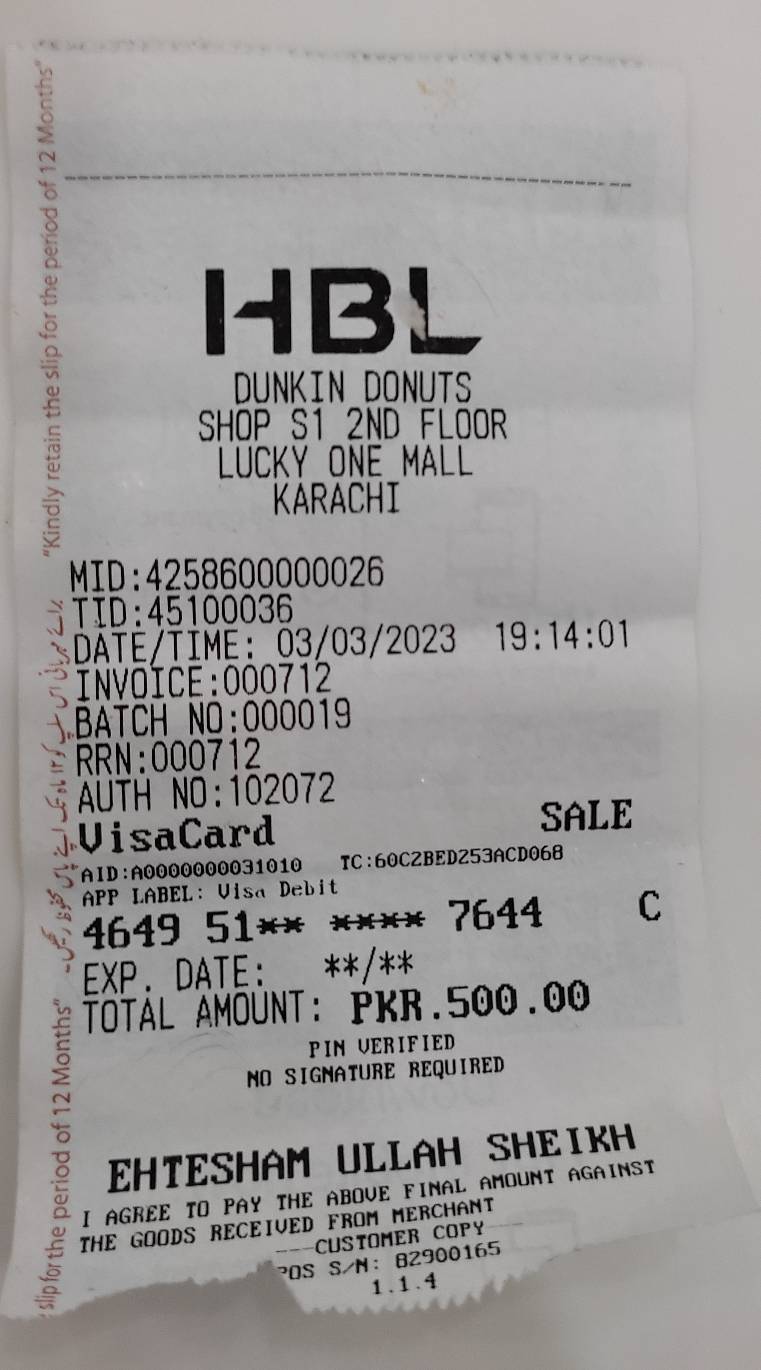 HBL
DUNKIN DONUTS
SHOP S1 2ND FLOOR
LUCKY ONE MALL
KARACHI
MID:4258600000026
TID:45100036
DATE/TIME: 03/03/2023 19:14:01
INVOICE:000712
BATCH NO:000019
RRN:000712
AUTH NO:102072
VisaCard SALE
AID:A0000000031010 TC:60C2BED253ACD068
APP LABEL: Visa Debit
4649 51** **** 7644 C
EXP. DATE: **/**
TOTAL AMOUNT: PKR.500.00
PIN VERIFIED
NO SIGNATURE REQUIRED
EHTESHAM ULLAH SHEIKH
I AGREE TO PAY THE ABOVE FINAL AMOUNT AGAINST
THE GOODS RECEIVED FROM MERCHANT
---CUSTOMER COPY---
POS S/N: 82900165
1.1.4
"Kindly retain the slip for the period of 12 Months"
slip for the period of 12 Months"